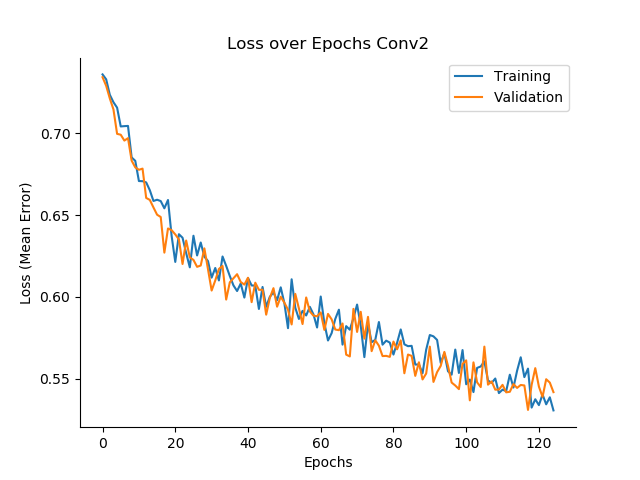 Loss over Epochs Conv2
Training
Validation
Loss (Mean Error)
0.70
0.65
0.60
0.55
0 20 40 60 80 100 120
Epochs